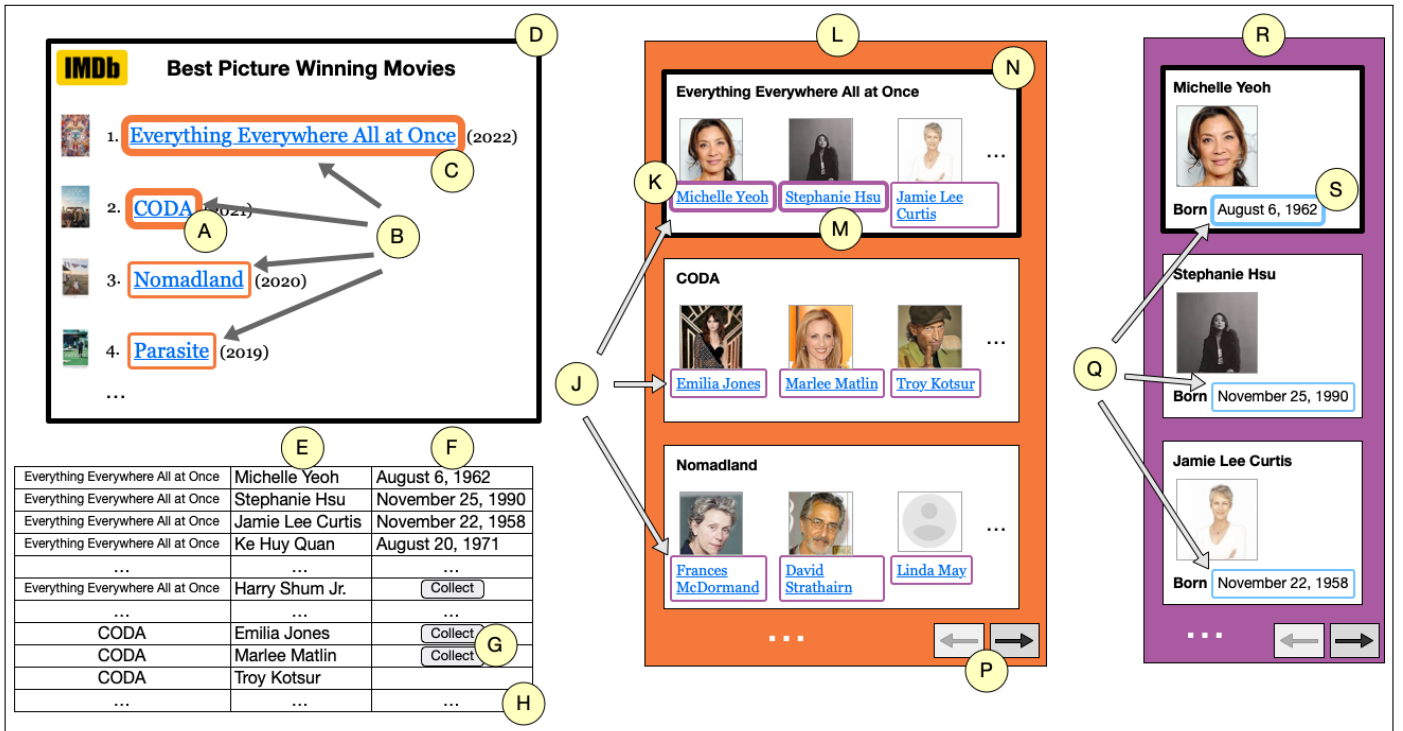 D
IMDb Best Picture Winning Movies
1. Everything Everywhere All at Once (2022)
C
2. CODA (2021)
A
B
3. Nomadland (2020)
4. Parasite (2019)
...
E F
Everything Everywhere All at Once Michelle Yeoh August 6, 1962
Everything Everywhere All at Once Stephanie Hsu November 25, 1990
Everything Everywhere All at Once Jamie Lee Curtis November 22, 1958
Everything Everywhere All at Once Ke Huy Quan August 20, 1971
... ... ...
Everything Everywhere All at Once Harry Shum Jr. Collect
... ... ...
CODA Emilia Jones Collect
G
CODA Marlee Matlin Collect
CODA Troy Kotsur
... ... ...
H
J
L
N
Everything Everywhere All at Once
...
K
Michelle Yeoh Stephanie Hsu Jamie Lee
Curtis
M
CODA
...
Emilia Jones Marlee Matlin Troy Kotsur
Nomadland
...
Frances David Linda May
McDormand Strathairn
...
P
Q
R
Michelle Yeoh
S
Born August 6, 1962
Stephanie Hsu
Born November 25, 1990
Jamie Lee Curtis
Born November 22, 1958
...